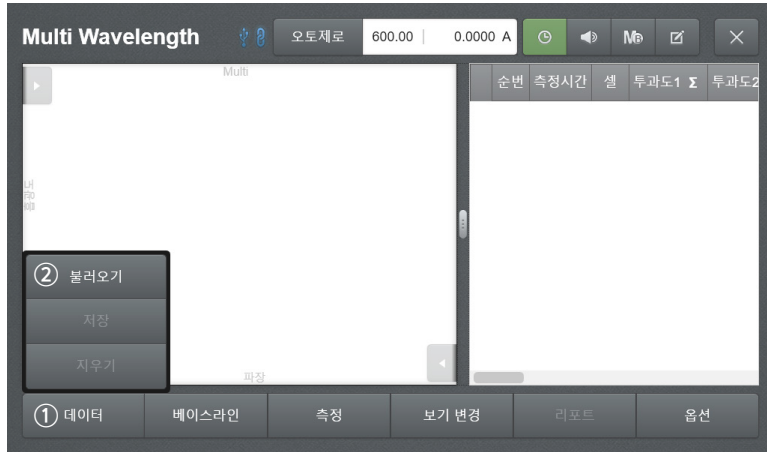 Multi Wavelength 오토제로 600.00 0.0000 A
Multi
순번 측정시간 셀 투과도1 Σ 투과도2
흡광도
② 불러오기
저장
지우기
파장
① 데이터 베이스라인 측정 보기 변경 리포트 옵션